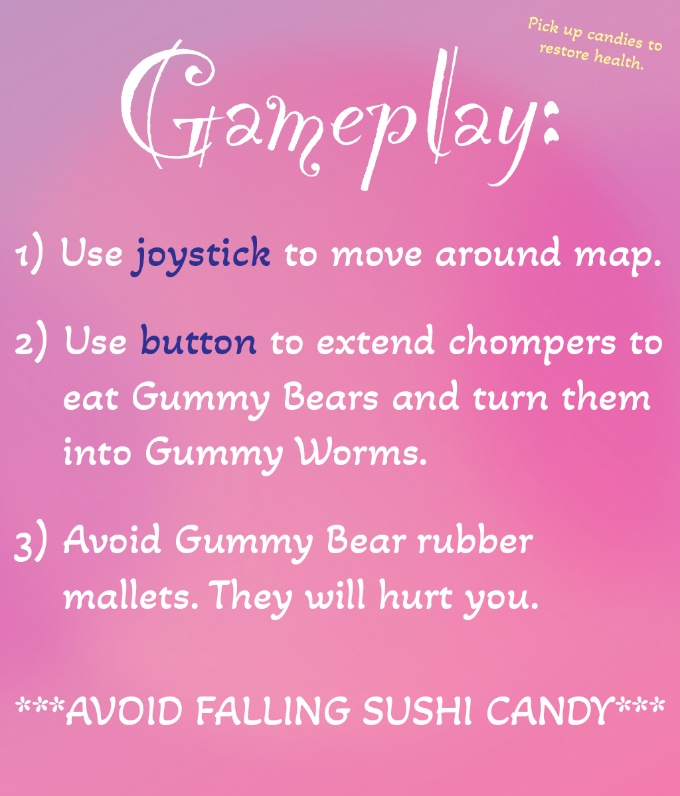 Pick up candies to
restore health.
Gameplay:
1) Use joystick to move around map.
2) Use button to extend chompers to
eat Gummy Bears and turn them
into Gummy Worms.
3) Avoid Gummy Bear rubber
mallets. They will hurt you.
***AVOID FALLING SUSHI CANDY***